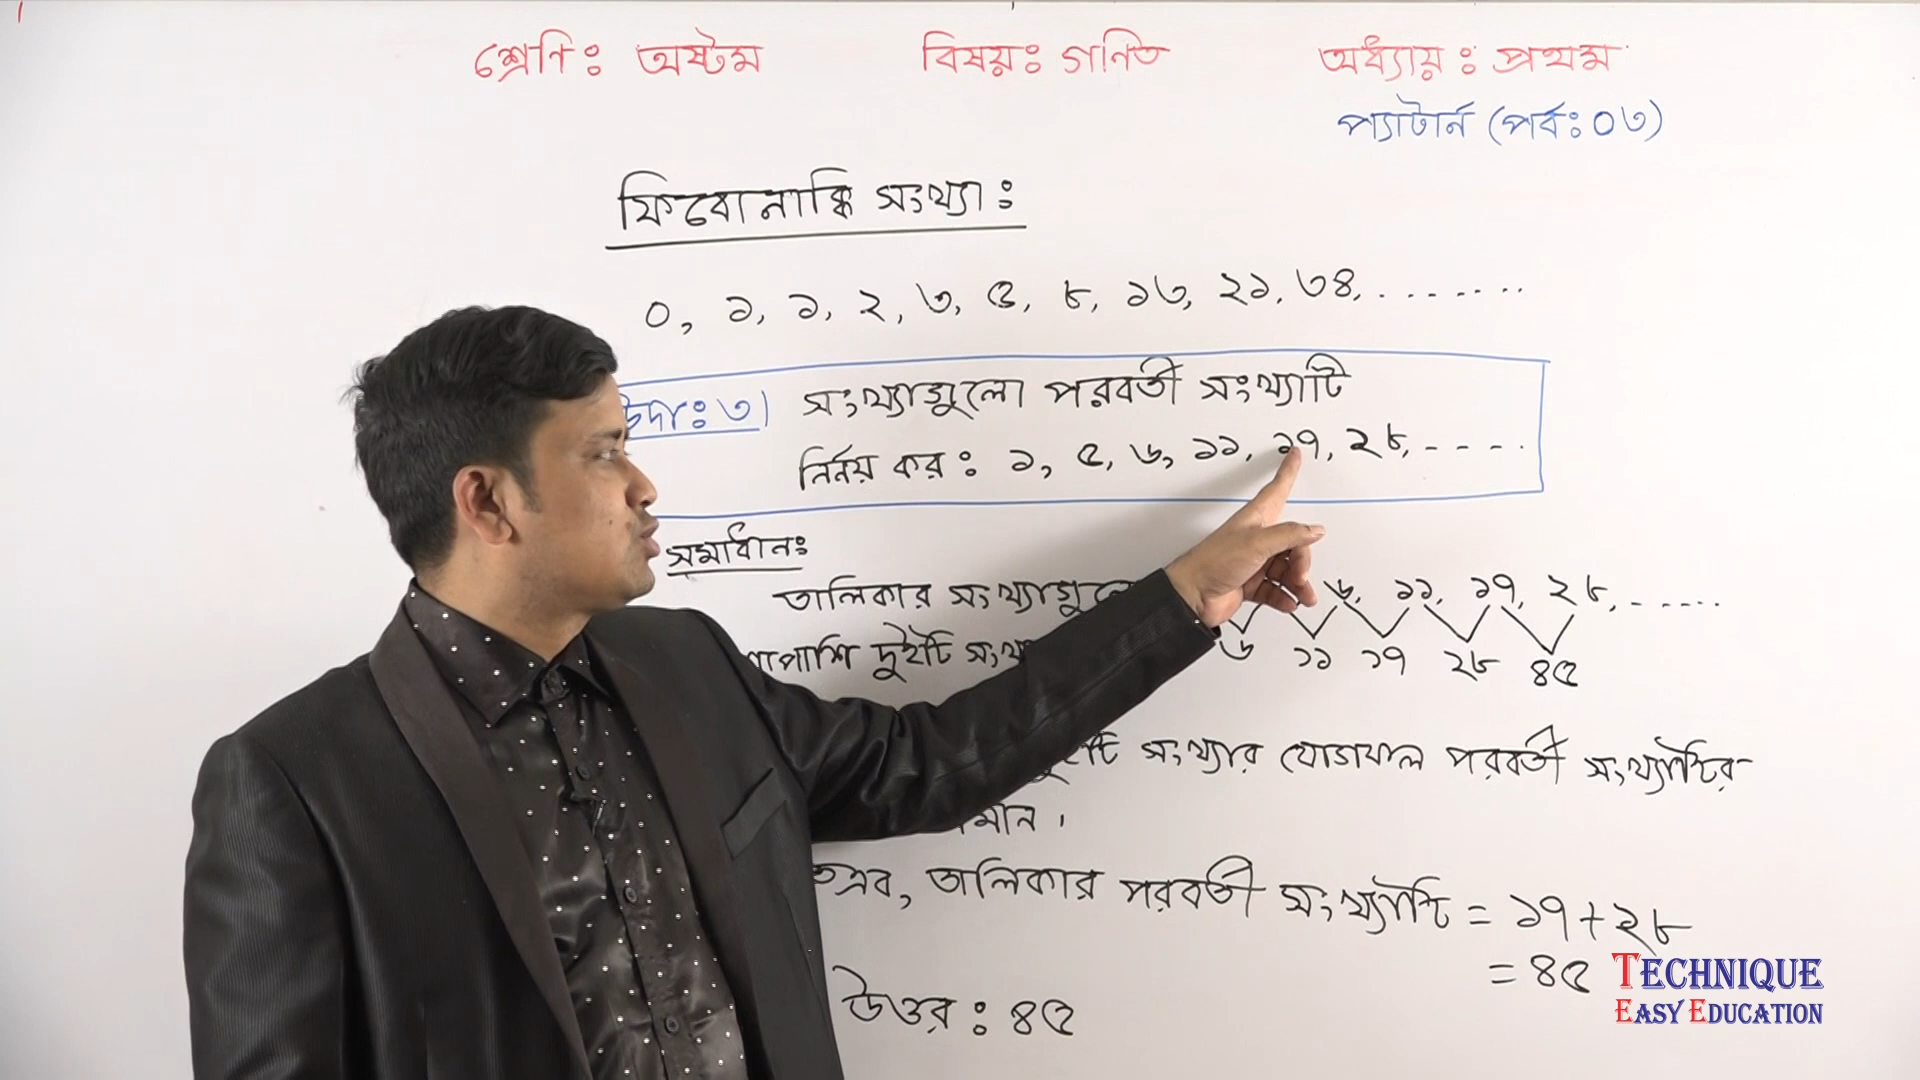 শ্রেণি: অষ্টম বিষয়: গণিত অধ্যায়: প্রথম
প্যাটার্ন (পর্ব: ০৩)
ফিবোনাক্কি সংখ্যা:
০, ১, ১, ২, ৩, ৫, ৮, ১৩, ২১, ৩৪, . . . . . . .
উদা: ৩| সংখ্যাগুলো পরবর্তী সংখ্যাটি
নির্নয় কর: ১, ৫, ৬, ১১, ১৭, ২৮, - - - .
সমাধান:
তালিকার ৬, ১১, ১৭, ২৮, - . . . . .
দুইটি ৬ ১১ ১৭ ২৮ ৪৫
সংখ্যার যোগফল পরবর্তী সংখ্যাটির
তালিকার পরবর্তী সংখ্যাটি = ১৭ + ২৮
= ৪৫
উত্তর: ৪৫
TECHNIQUE
EASY EDUCATION